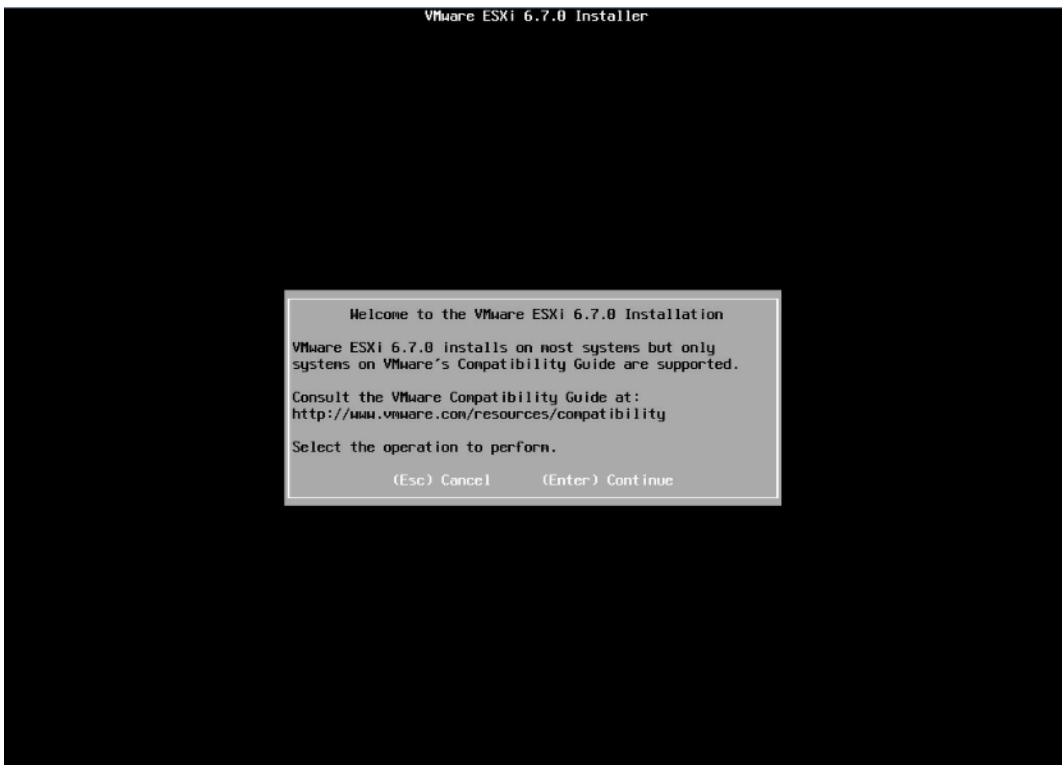 VMware ESXi 6.7.0 Installer
Welcome to the VMware ESXi 6.7.0 Installation
VMware ESXi 6.7.0 installs on most systems but only
systems on VMware's Compatibility Guide are supported.
Consult the VMware Compatibility Guide at:
http://www.vmware.com/resources/compatibility
Select the operation to perform.
(Esc) Cancel (Enter) Continue